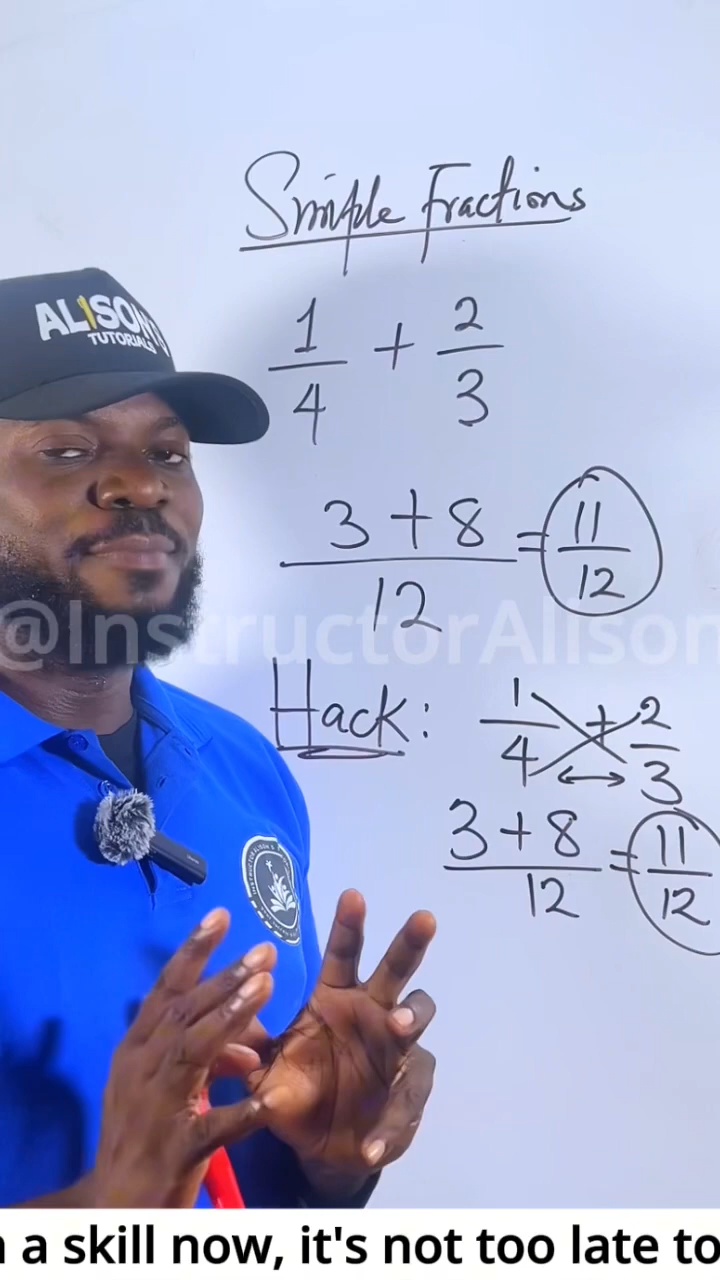 Simple Fractions
1/4 + 2/3
ALISON'S
TUTORIALS
(3+8)/12 = 11/12
@InstructorAlison
Hack: 1/4 + 2/3
(3+8)/12 = 11/12
a skill now, it's not too late to